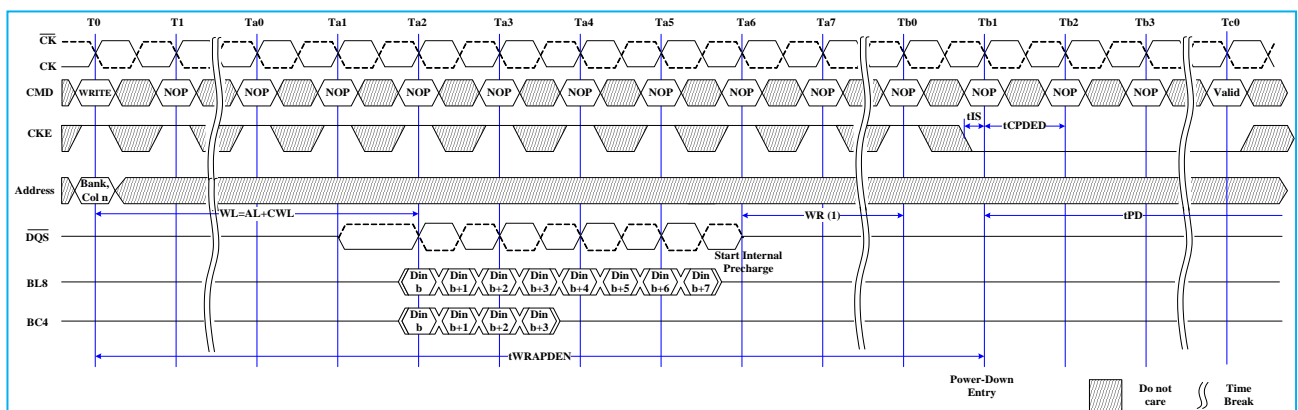 T0 T1 Ta0 Ta1 Ta2 Ta3 Ta4 Ta5 Ta6 Ta7 Tb0 Tb1 Tb2 Tb3 Tc0
CK
CK
CMD WRITE NOP NOP NOP NOP NOP NOP NOP NOP NOP NOP NOP NOP NOP Valid
tIS
CKE tCPDED
Address Bank,
Col n
WL=AL+CWL WR (1) tPD
DQS
Start Internal
Precharge
BL8 Din Din Din Din Din Din Din Din
b b+1 b+2 b+3 b+4 b+5 b+6 b+7
BC4 Din Din Din Din
b b+1 b+2 b+3
tWRAPDEN
Power-Down
Entry
Do not
care
Time
Break